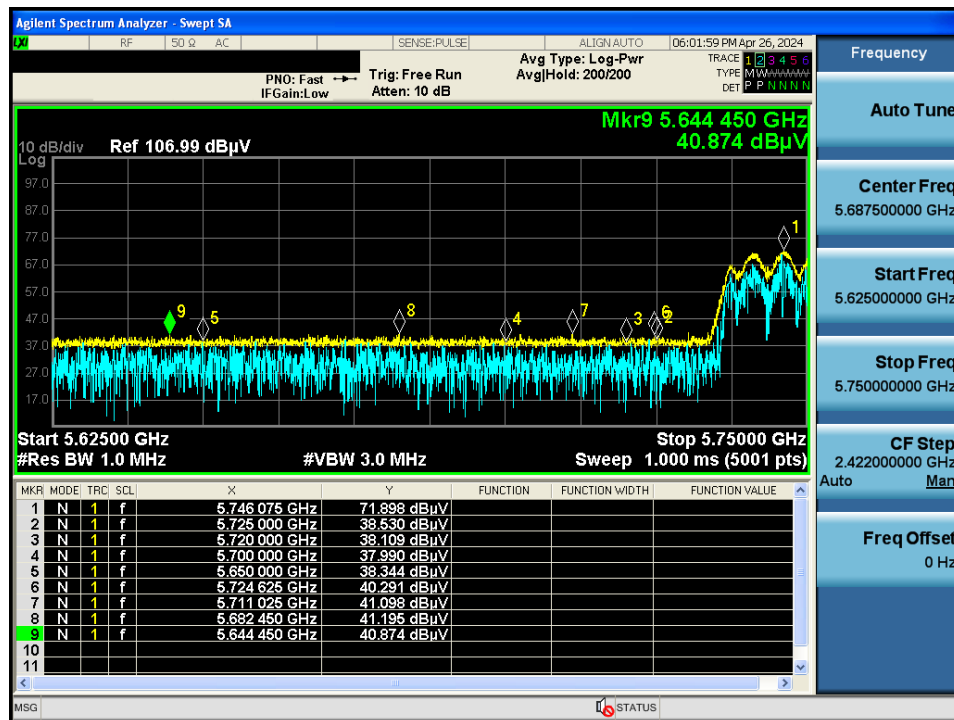 Agilent Spectrum Analyzer - Swept SA
LXI RF 50 Ω AC SENSE:PULSE ALIGN AUTO 06:01:59 PM Apr 26, 2024
Frequency
PNO: Fast Trig: Free Run Avg Type: Log-Pwr TRACE 1 2 3 4 5 6
IFGain:Low Atten: 10 dB Avg|Hold: 200/200 TYPE M W W W W W
DET P P N N N N
Auto Tune
Mkr9 5.644 450 GHz
40.874 dBµV
10 dB/div Ref 106.99 dBµV
Log
97.0
87.0
77.0
67.0
57.0
47.0
37.0
27.0
17.0
1
9
5
8
4
7
3
6
2
Start 5.62500 GHz Stop 5.75000 GHz
#Res BW 1.0 MHz #VBW 3.0 MHz Sweep 1.000 ms (5001 pts)
Center Freq
5.687500000 GHz
Start Freq
5.625000000 GHz
Stop Freq
5.750000000 GHz
CF Step
2.422000000 GHz
Auto Man
Freq Offset
0 Hz
MKR MODE TRC SCL X Y FUNCTION FUNCTION WIDTH FUNCTION VALUE
1 N 1 f 5.746 075 GHz 71.898 dBµV
2 N 1 f 5.725 000 GHz 38.530 dBµV
3 N 1 f 5.720 000 GHz 38.109 dBµV
4 N 1 f 5.700 000 GHz 37.990 dBµV
5 N 1 f 5.650 000 GHz 38.344 dBµV
6 N 1 f 5.724 625 GHz 40.291 dBµV
7 N 1 f 5.711 025 GHz 41.098 dBµV
8 N 1 f 5.682 450 GHz 41.195 dBµV
9 N 1 f 5.644 450 GHz 40.874 dBµV
10
11
MSG STATUS